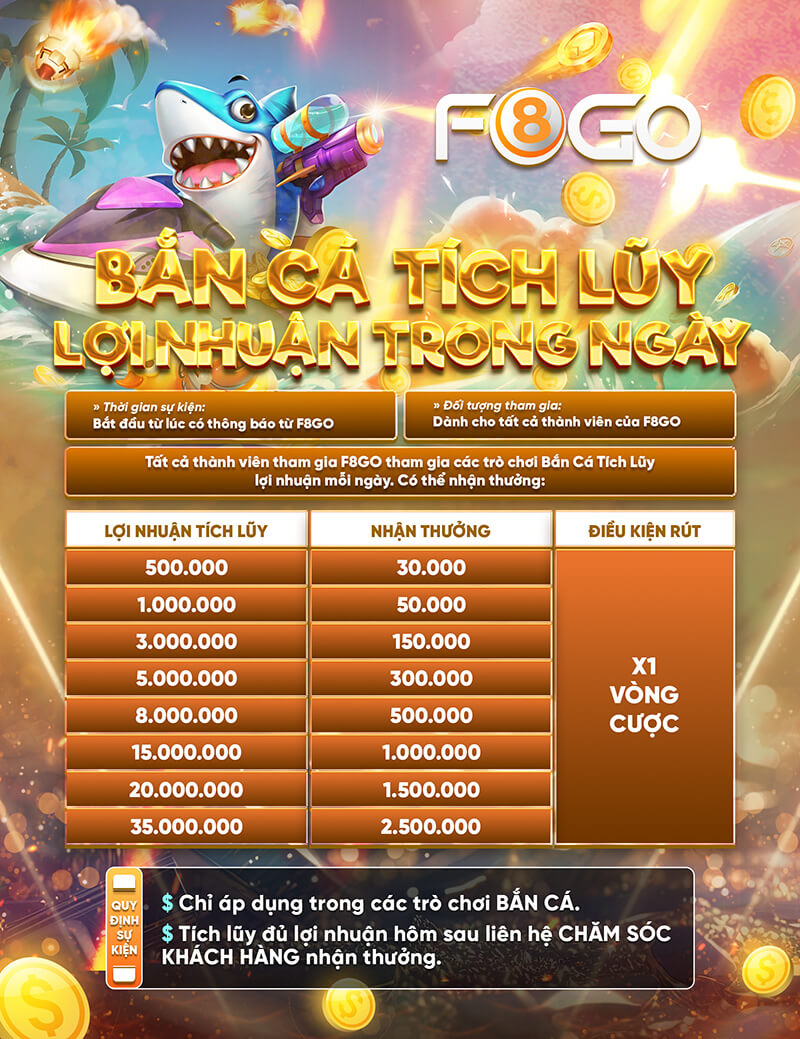 F8GO
BẮN CÁ TÍCH LŨY
LỢI NHUẬN TRONG NGÀY
» Thời gian sự kiện:
Bắt đầu từ lúc có thông báo từ F8GO
» Đối tượng tham gia:
Dành cho tất cả thành viên của F8GO
Tất cả thành viên tham gia F8GO tham gia các trò chơi Bắn Cá Tích Lũy
lợi nhuận mỗi ngày. Có thể nhận thưởng:
LỢI NHUẬN TÍCH LŨY NHẬN THƯỞNG ĐIỀU KIỆN RÚT
500.000 30.000
1.000.000 50.000
3.000.000 150.000
5.000.000 300.000
8.000.000 500.000
15.000.000 1.000.000
20.000.000 1.500.000
35.000.000 2.500.000
X1
VÒNG
CƯỢC
QUY
ĐỊNH
SỰ
KIỆN
$ Chỉ áp dụng trong các trò chơi BẮN CÁ.
$ Tích lũy đủ lợi nhuận hôm sau liên hệ CHĂM SÓC
KHÁCH HÀNG nhận thưởng.